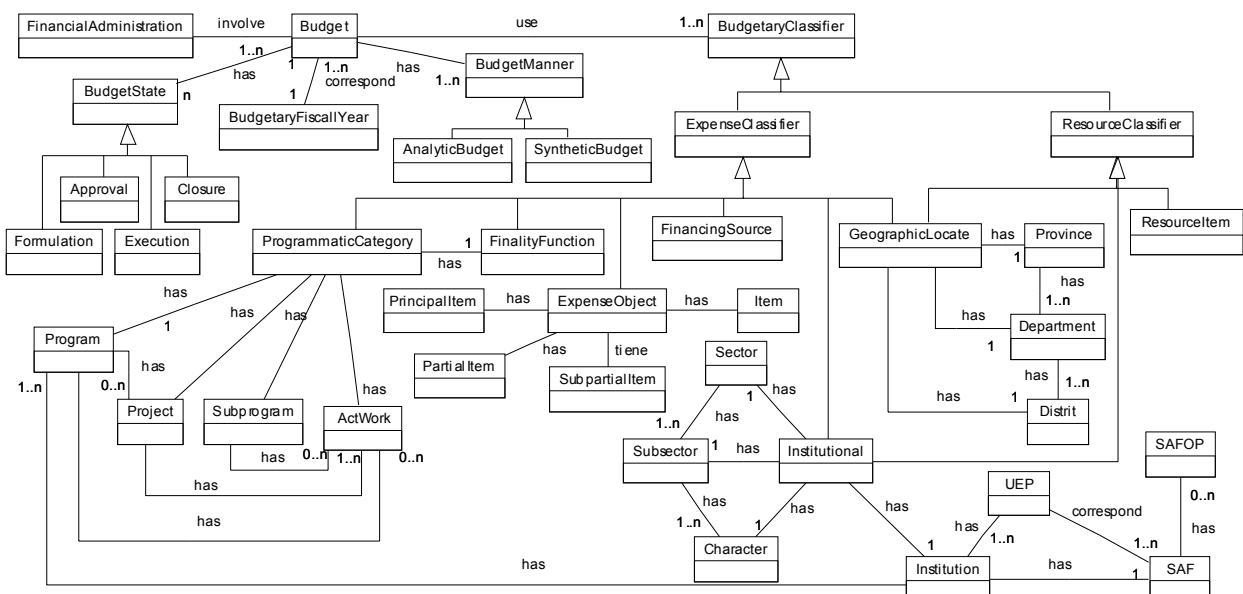 FinancialAdministration
involve
Budget
use
1..n
BudgetaryClassifier
1..n
has
1
1..n
correspond
has
1..n
BudgetManner
BudgetState
n
1
BudgetaryFiscallYear
ExpenseClassifier
ResourceClassifier
AnalyticBudget
SyntheticBudget
Approval
Closure
Formulation
Execution
ProgrammaticCategory
1
has
FinalityFunction
FinancingSource
GeographicLocate
has
1
Province
ResourceItem
has
1
has
has
has
1..n
PrincipalItem
has
ExpenseObject
has
Item
has
1
Department
Program
1..n
has
0..n
has
has
tiene
PartialItem
SubpartialItem
Sector
1
has
has
1..n
1
Distrit
Project
Subprogram
ActWork
has
0..n
1..n
0..n
1..n
has
1
Subsector
Institutional
SAFOP
has
has
1..n
has
1
Character
has
1
UEP
has
1..n
correspond
1..n
0..n
has
has
has
Institution
has
1
SAF